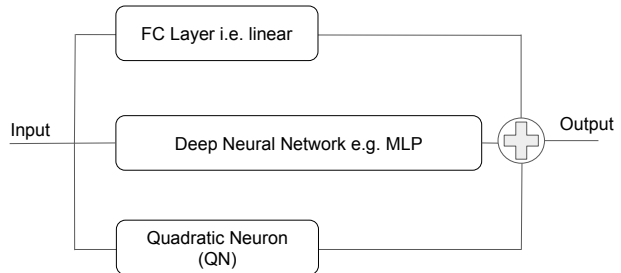 FC Layer i.e. linear
Input
Deep Neural Network e.g. MLP
Output
Quadratic Neuron
(QN)